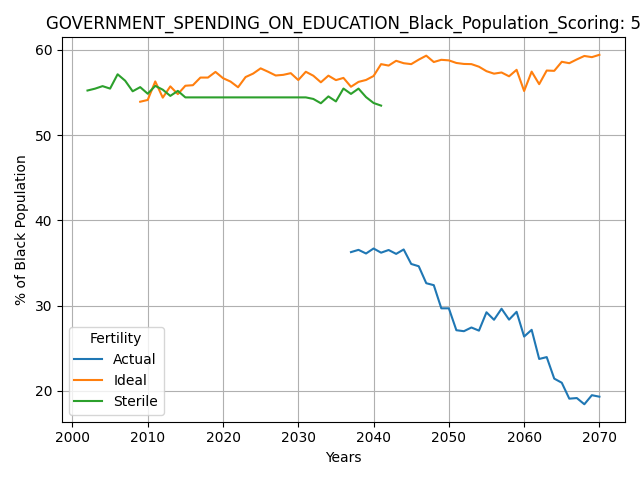 GOVERNMENT_SPENDING_ON_EDUCATION_Black_Population_Scoring: 5
60
50
40
30
20
% of Black Population
Fertility
Actual
Ideal
Sterile
2000 2010 2020 2030 2040 2050 2060 2070
Years